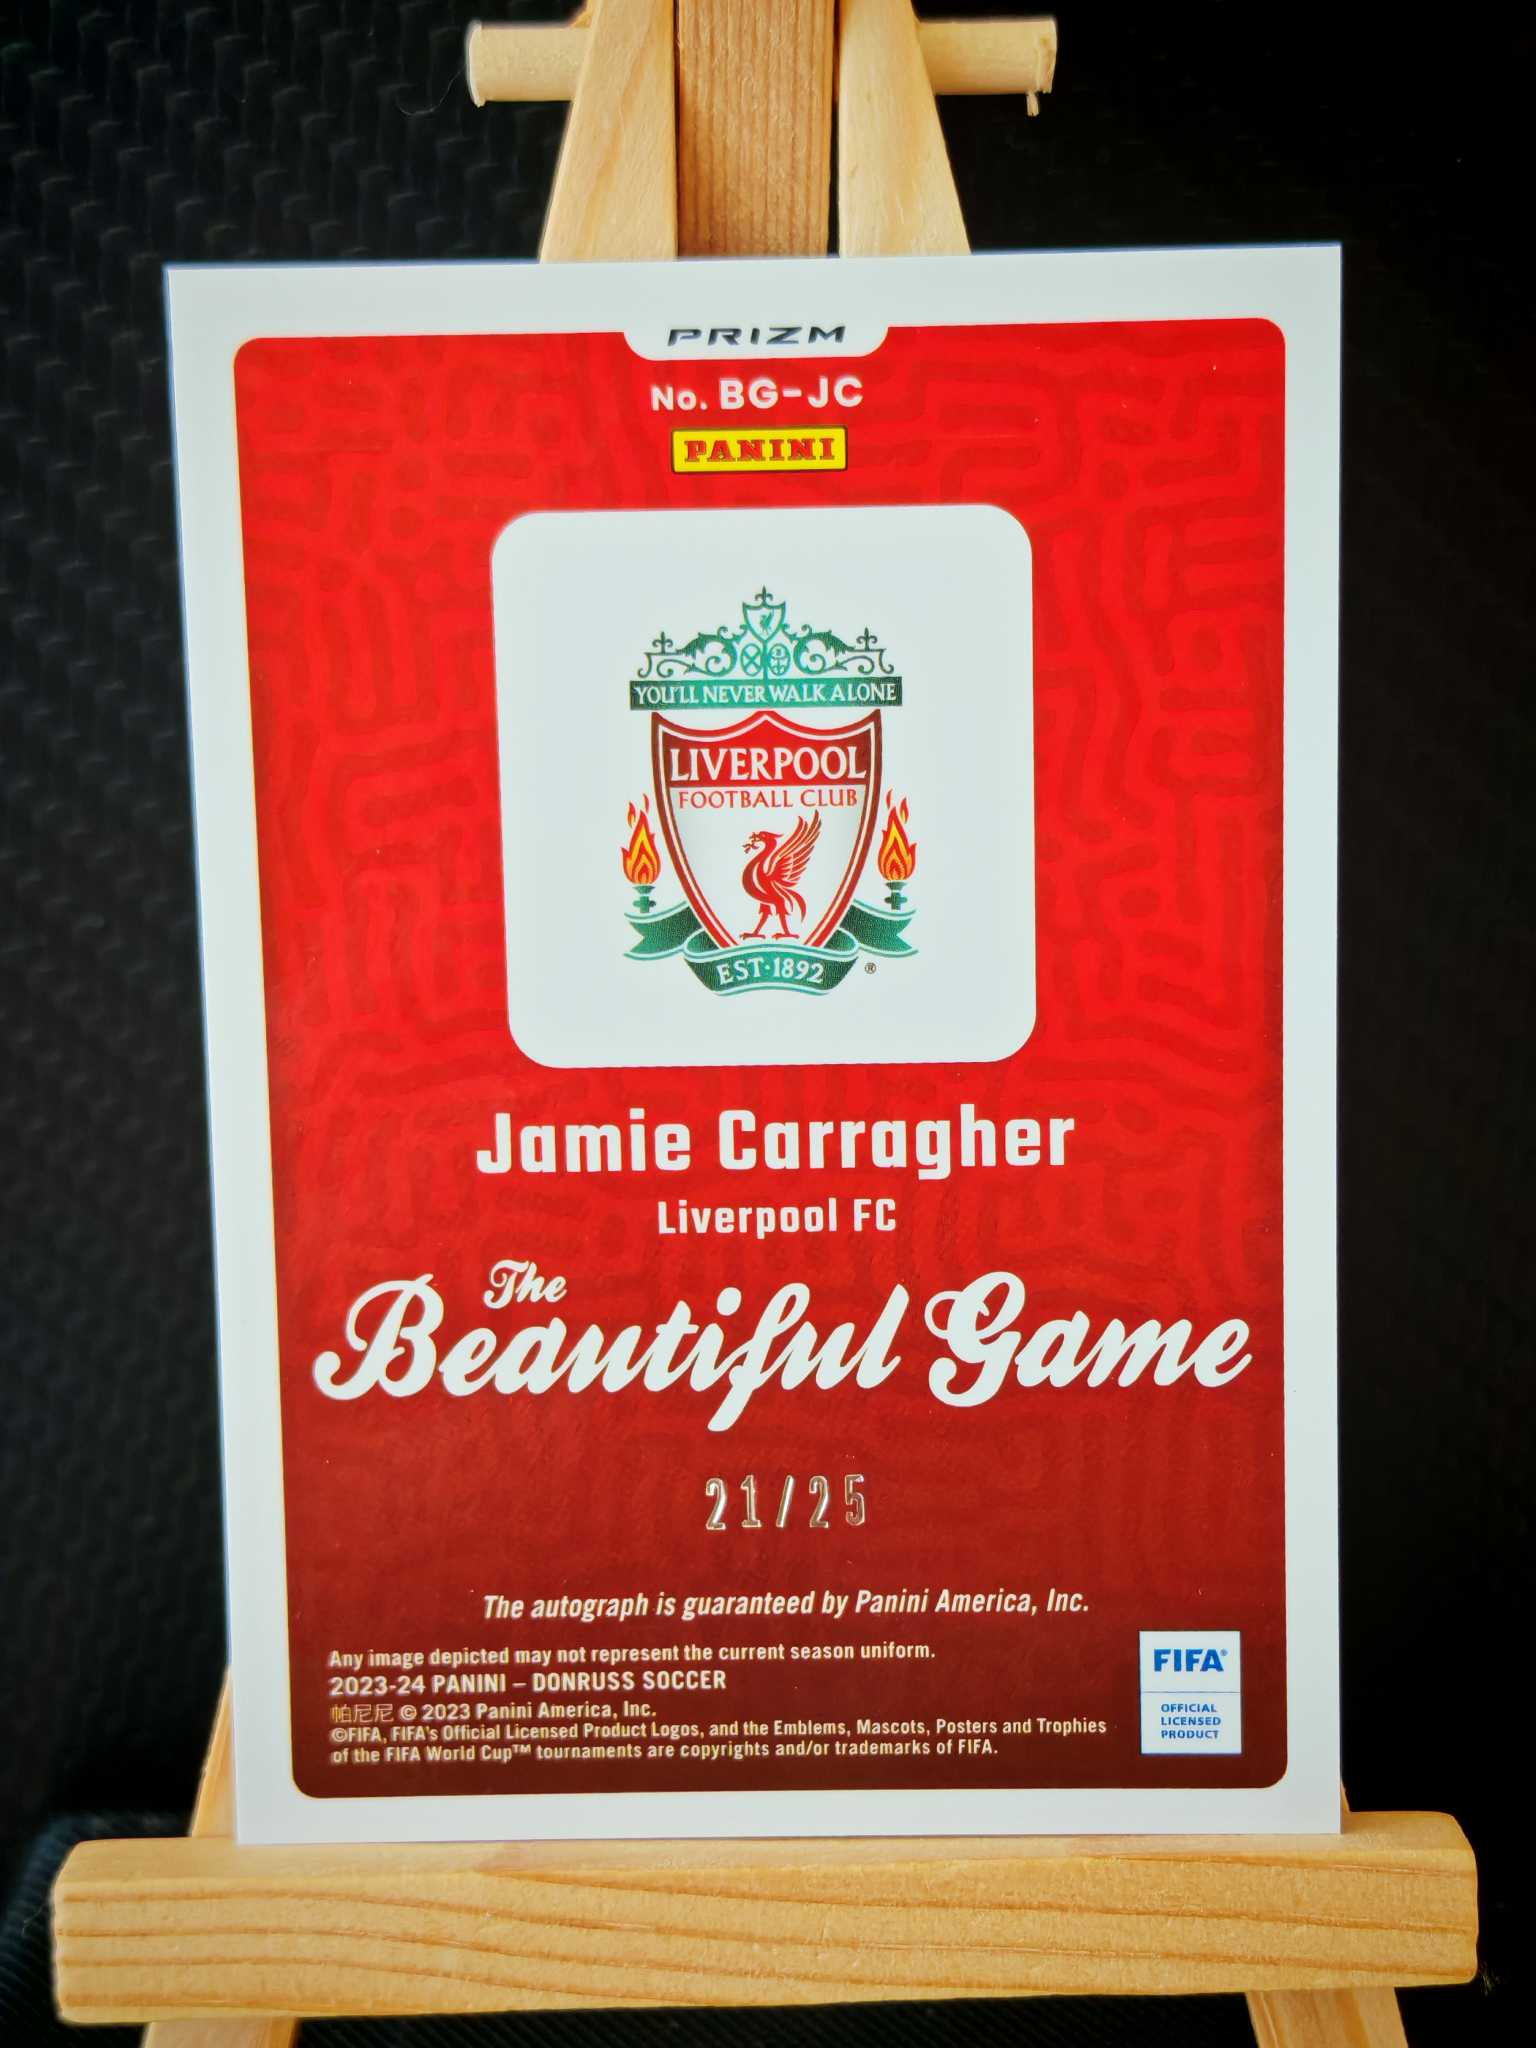 PRIZM
No. BG-JC
PANINI
YOU'LL NEVER WALK ALONE
LIVERPOOL
FOOTBALL CLUB
EST·1892 ®
Jamie Carragher
Liverpool FC
The
Beautiful Game
21/25
The autograph is guaranteed by Panini America, Inc.
Any image depicted may not represent the current season uniform.
2023-24 PANINI – DONRUSS SOCCER
帕尼尼 © 2023 Panini America, Inc.
©FIFA, FIFA's Official Licensed Product Logos, and the Emblems, Mascots, Posters and Trophies
of the FIFA World Cup™ tournaments are copyrights and/or trademarks of FIFA.
FIFA®
OFFICIAL
LICENSED
PRODUCT